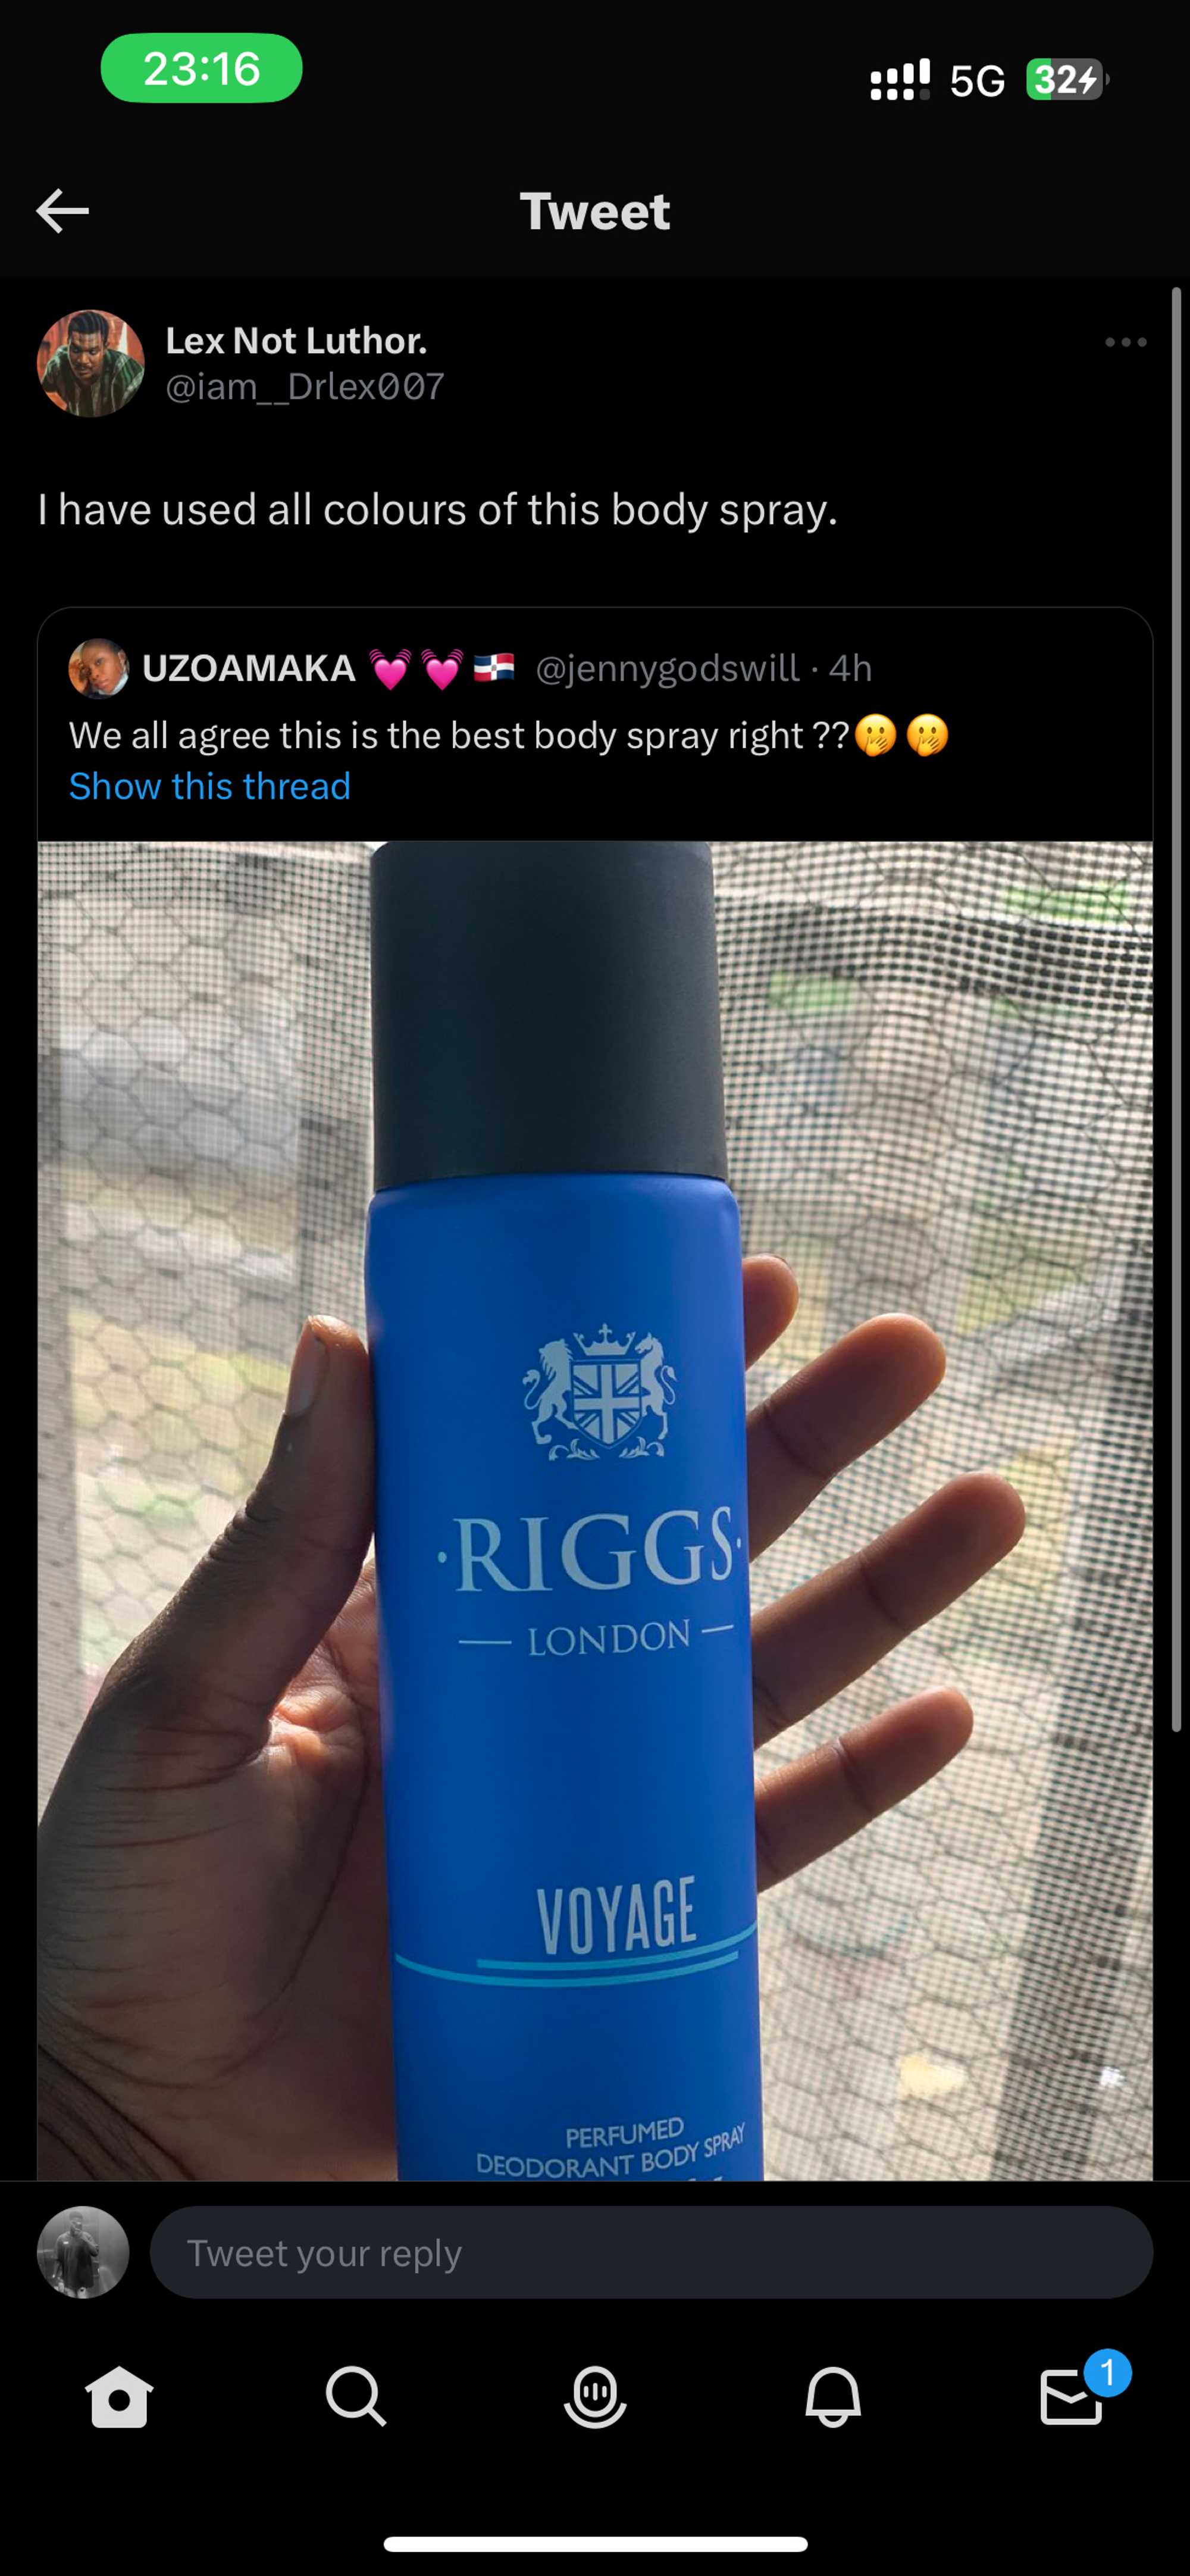 23:16
5G
32
Tweet
Lex Not Luthor.
@iam__Drlex007
I have used all colours of this body spray.
UZOAMAKA 💓💓🇩🇴 @jennygodswill · 4h
We all agree this is the best body spray right ??🤭🤭
Show this thread
·RIGGS·
— LONDON —
VOYAGE
PERFUMED
DEODORANT BODY SPRAY
Tweet your reply
1